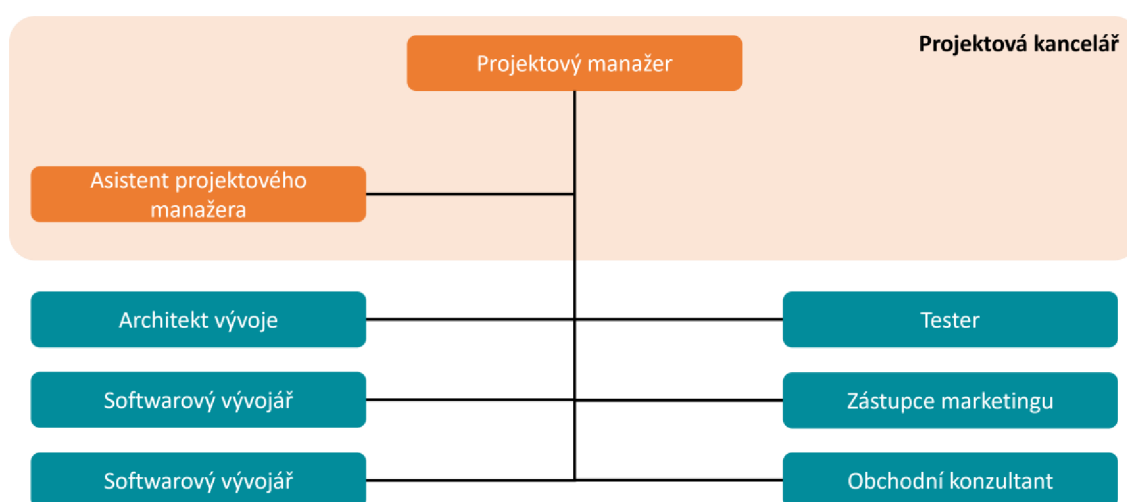 Projektová kancelář
Projektový manažer
Asistent projektového
manažera
Architekt vývoje
Tester
Softwarový vývojář
Zástupce marketingu
Softwarový vývojář
Obchodní konzultant